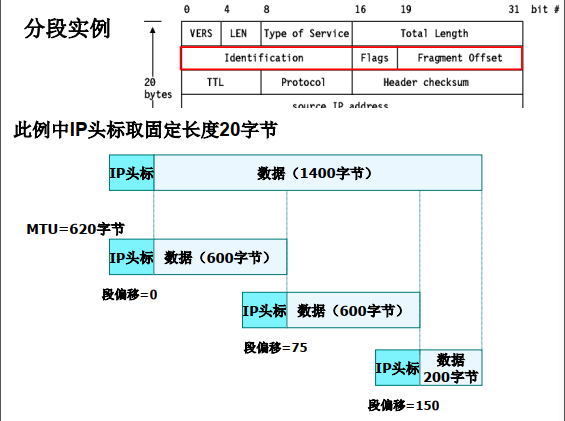 分段实例
0 4 8 16 19 31 bit #
VERS LEN Type of Service Total Length
Identification Flags Fragment Offset
TTL Protocol Header checksum
source IP address
20
bytes
此例中IP头标取固定长度20字节
IP头标 数据（1400字节）
MTU=620字节
IP头标 数据（600字节）
段偏移=0
IP头标 数据（600字节）
段偏移=75
IP头标 数据
200字节
段偏移=150